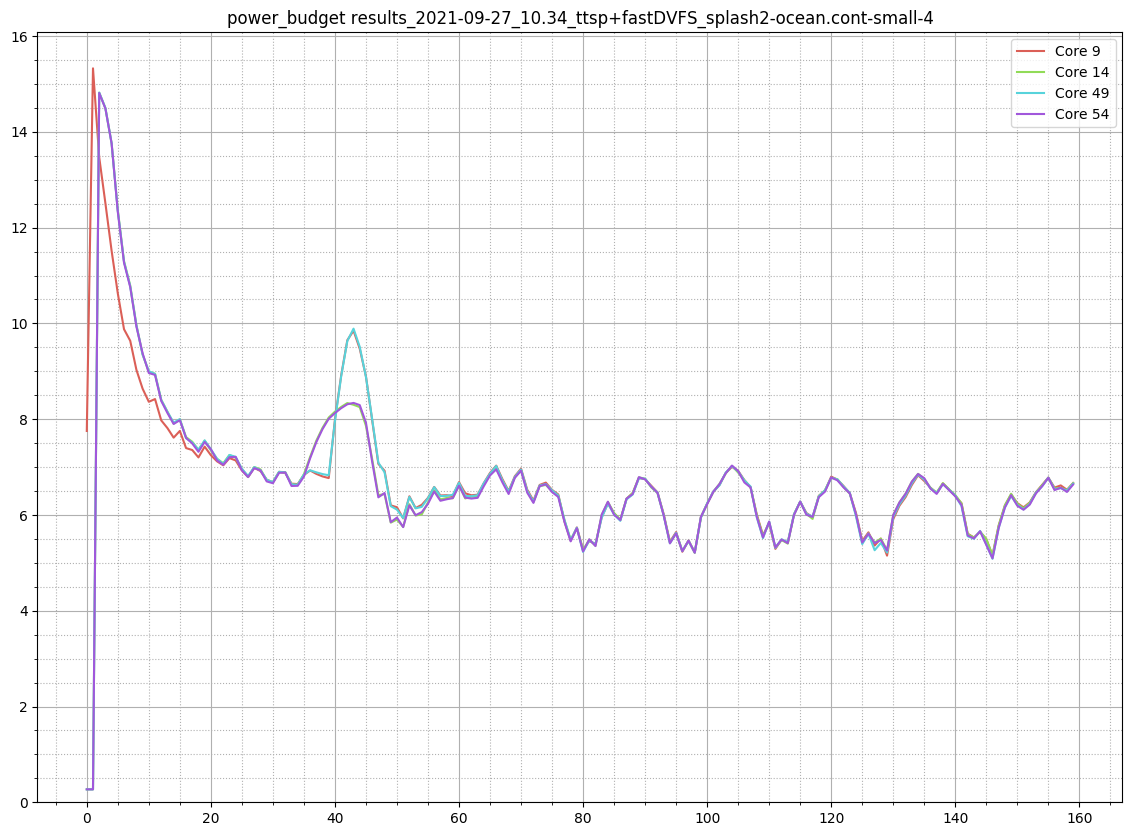 power_budget results_2021-09-27_10.34_ttsp+fastDVFS_splash2-ocean.cont-small-4
Core 9
Core 14
Core 49
Core 54
16
14
12
10
8
6
4
2
0
0 20 40 60 80 100 120 140 160